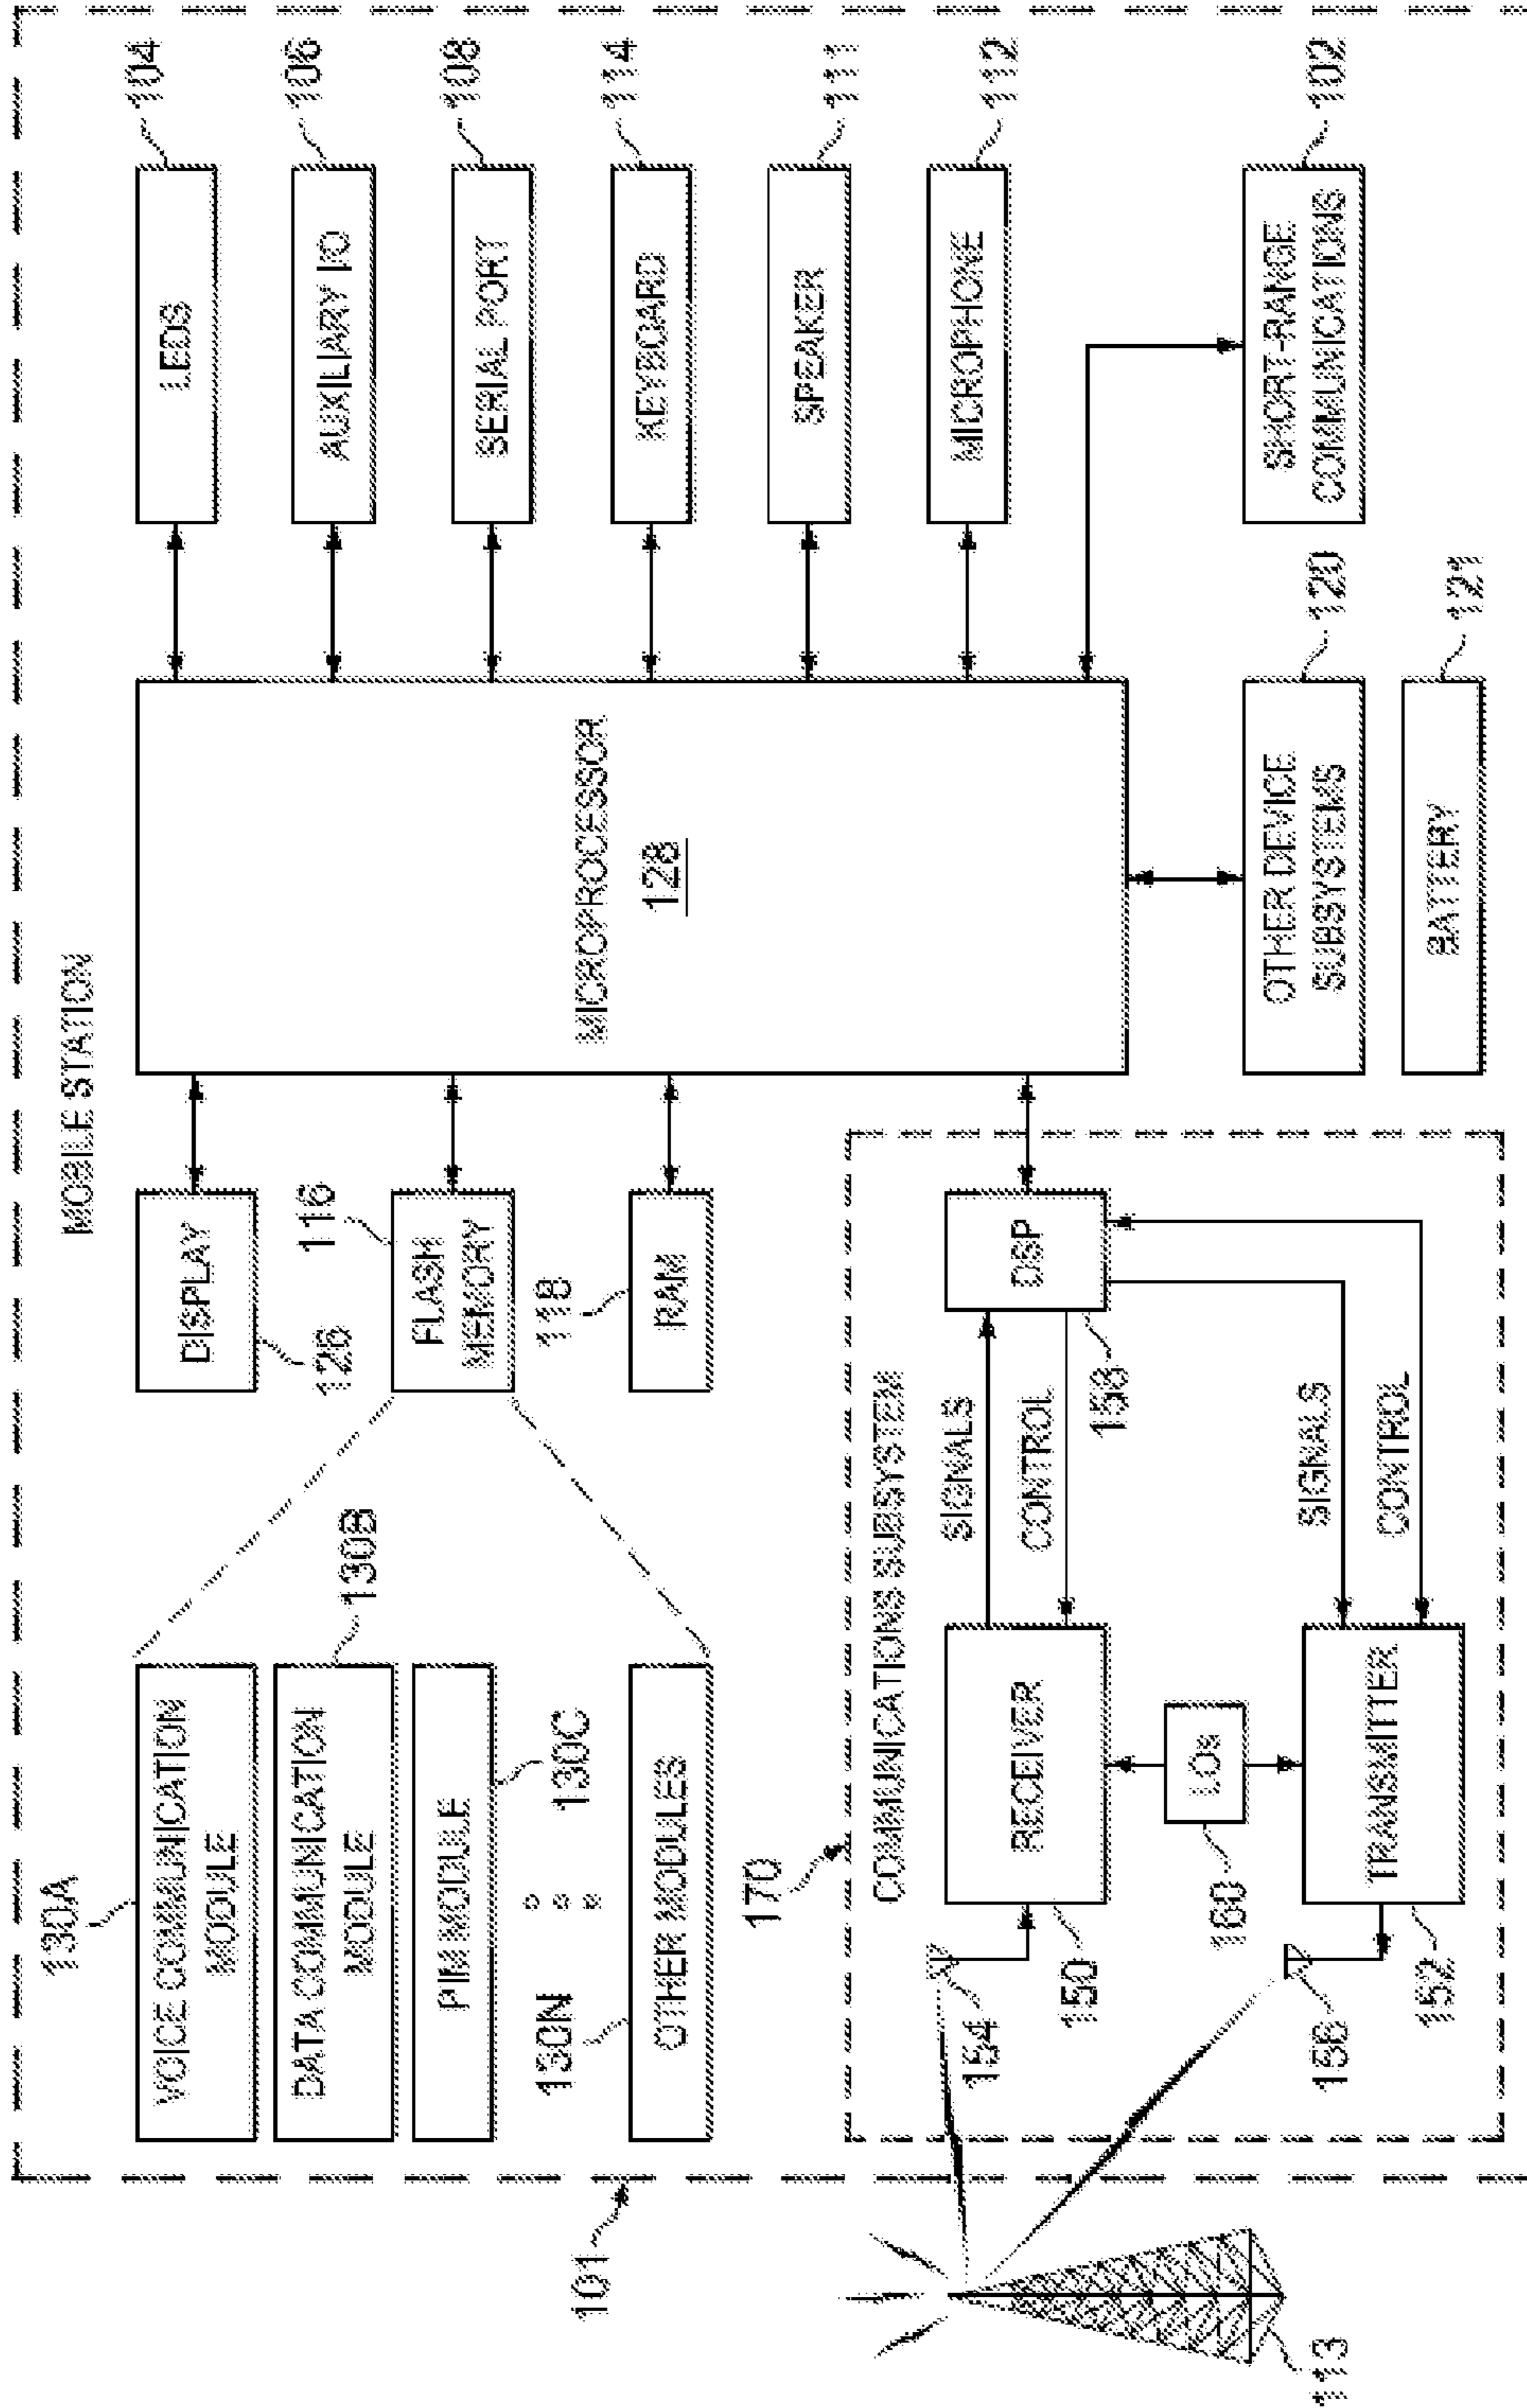 MOBILE STATION
130A
VOICE COMMUNICATION
MODULE
DATA COMMUNICATION
MODULE
130B
PIM MODULE
130C
130N
OTHER MODULES
DISPLAY
126
116
FLASH
MEMORY
118
RAM
MICROPROCESSOR
128
LEDS
104
AUXILIARY I/O
106
SERIAL PORT
108
KEYBOARD
114
SPEAKER
111
MICROPHONE
112
SHORT-RANGE
COMMUNICATIONS
102
OTHER DEVICE
SUBSYSTEMS
120
BATTERY
121
101
170
COMMUNICATIONS SUBSYSTEM
154
RECEIVER
150
SIGNALS
CONTROL
DSP
158
LOs
160
156
TRANSMITTER
152
SIGNALS
CONTROL
113